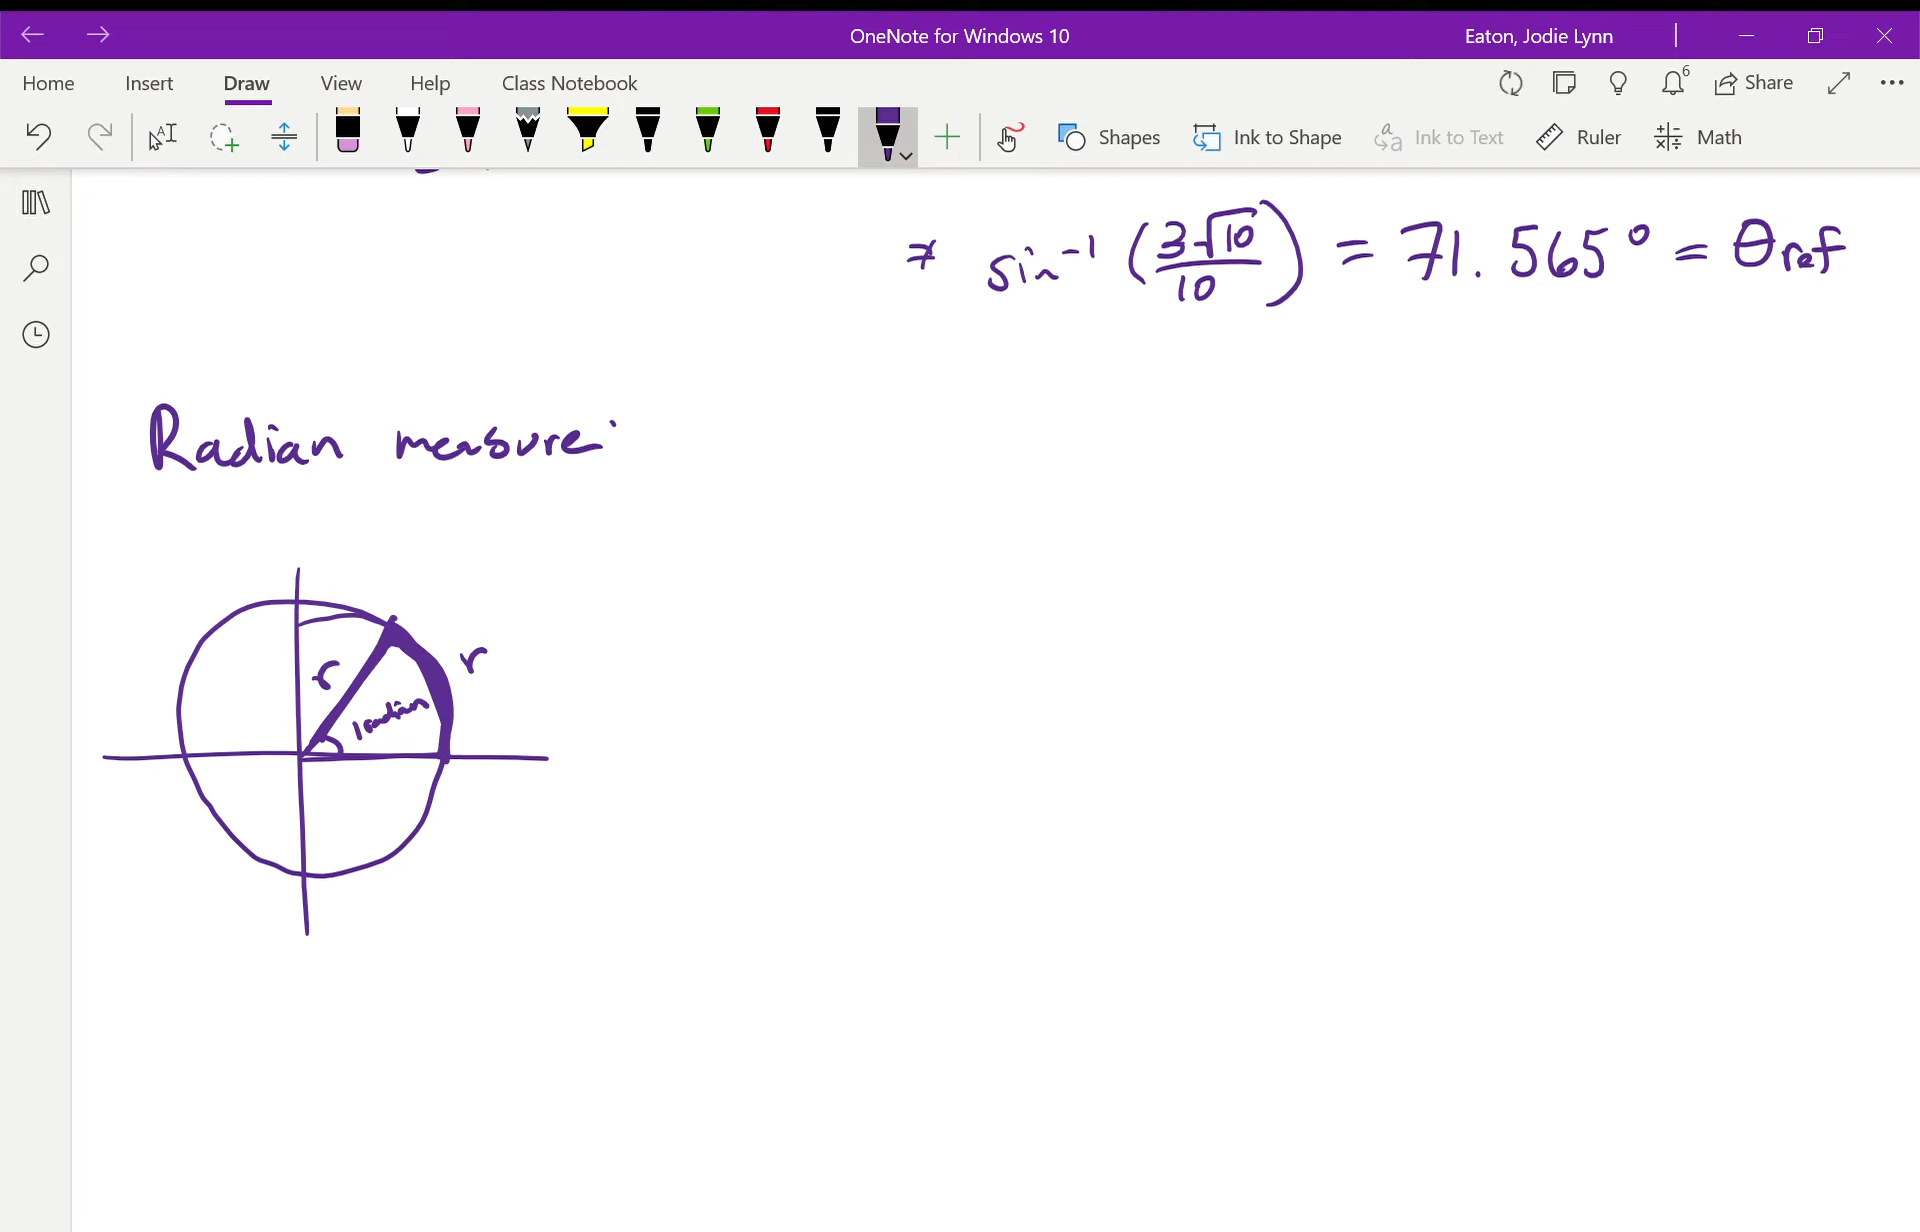 OneNote for Windows 10
Eaton, Jodie Lynn
Home Insert Draw View Help Class Notebook
6
Share
Shapes Ink to Shape Ink to Text Ruler Math
* sin⁻¹ (3√10/10) = 71.565° = θref
Radian measure:
r
r
1 radian